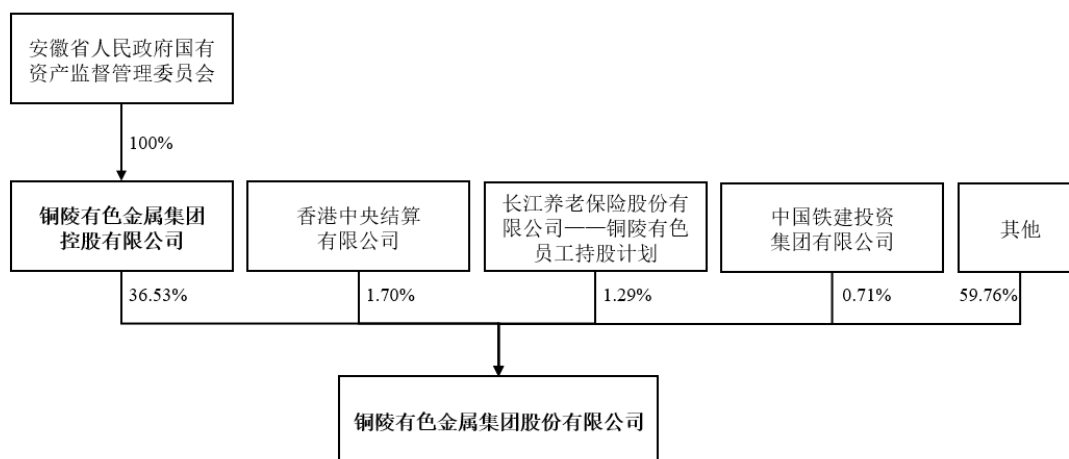 安徽省人民政府国有
资产监督管理委员会
100%
铜陵有色金属集团
控股有限公司
香港中央结算
有限公司
长江养老保险股份有
限公司——铜陵有色
员工持股计划
中国铁建投资
集团有限公司
其他
36.53%
1.70%
1.29%
0.71%
59.76%
铜陵有色金属集团股份有限公司